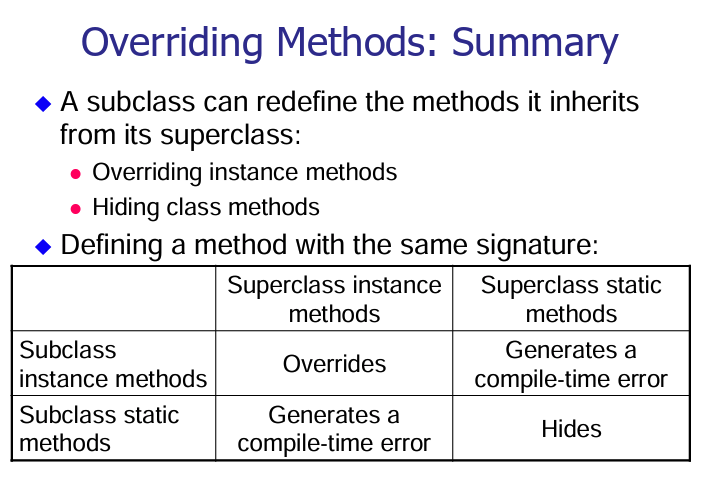 Overriding Methods: Summary
A subclass can redefine the methods it inherits
from its superclass:
Overriding instance methods
Hiding class methods
Defining a method with the same signature:
Superclass instance
methods
Superclass static
methods
Subclass
instance methods
Overrides
Generates a
compile-time error
Subclass static
methods
Generates a
compile-time error
Hides